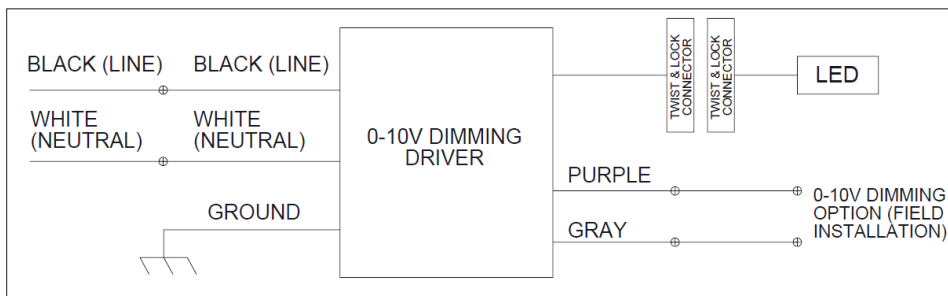 BLACK (LINE)
BLACK (LINE)
WHITE
(NEUTRAL)
WHITE
(NEUTRAL)
GROUND
0-10V DIMMING
DRIVER
TWIST & LOCK
CONNECTOR
TWIST & LOCK
CONNECTOR
LED
PURPLE
GRAY
0-10V DIMMING
OPTION (FIELD
INSTALLATION)